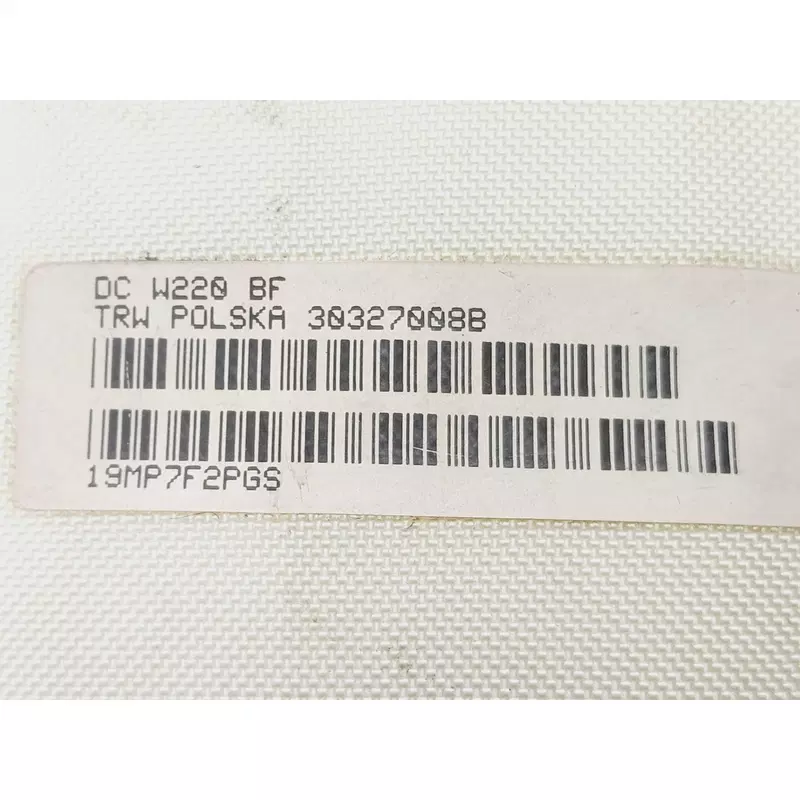 DC W220 BF
TRW POLSKA 30327008B
19MP7F2PGS